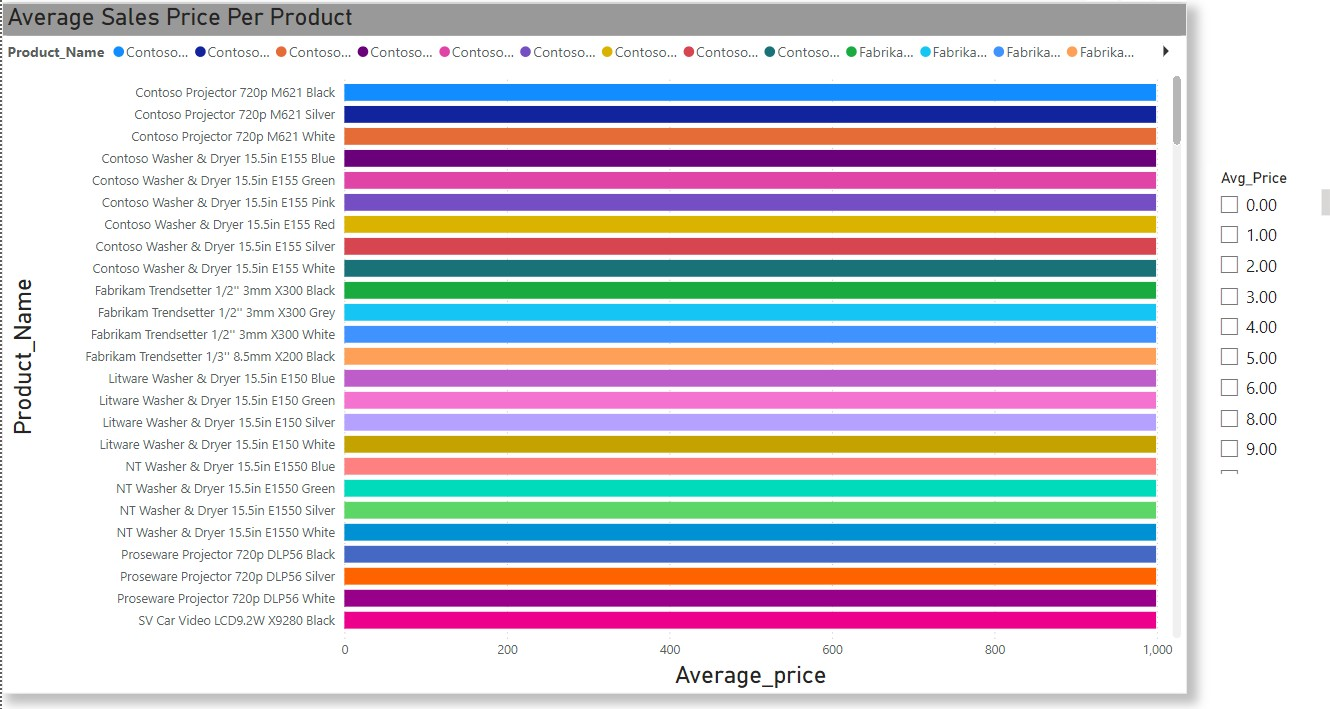 Average Sales Price Per Product
Product_Name Contoso... Contoso... Contoso... Contoso... Contoso... Contoso... Contoso... Contoso... Contoso... Fabrika... Fabrika... Fabrika... Fabrika...
Contoso Projector 720p M621 Black
Contoso Projector 720p M621 Silver
Contoso Projector 720p M621 White
Contoso Washer & Dryer 15.5in E155 Blue
Contoso Washer & Dryer 15.5in E155 Green
Contoso Washer & Dryer 15.5in E155 Pink
Contoso Washer & Dryer 15.5in E155 Red
Contoso Washer & Dryer 15.5in E155 Silver
Contoso Washer & Dryer 15.5in E155 White
Fabrikam Trendsetter 1/2'' 3mm X300 Black
Fabrikam Trendsetter 1/2'' 3mm X300 Grey
Fabrikam Trendsetter 1/2'' 3mm X300 White
Fabrikam Trendsetter 1/3'' 8.5mm X200 Black
Litware Washer & Dryer 15.5in E150 Blue
Litware Washer & Dryer 15.5in E150 Green
Litware Washer & Dryer 15.5in E150 Silver
Litware Washer & Dryer 15.5in E150 White
NT Washer & Dryer 15.5in E1550 Blue
NT Washer & Dryer 15.5in E1550 Green
NT Washer & Dryer 15.5in E1550 Silver
NT Washer & Dryer 15.5in E1550 White
Proseware Projector 720p DLP56 Black
Proseware Projector 720p DLP56 Silver
Proseware Projector 720p DLP56 White
SV Car Video LCD9.2W X9280 Black
Product_Name
0 200 400 600 800 1,000
Average_price
Avg_Price
0.00
1.00
2.00
3.00
4.00
5.00
6.00
8.00
9.00